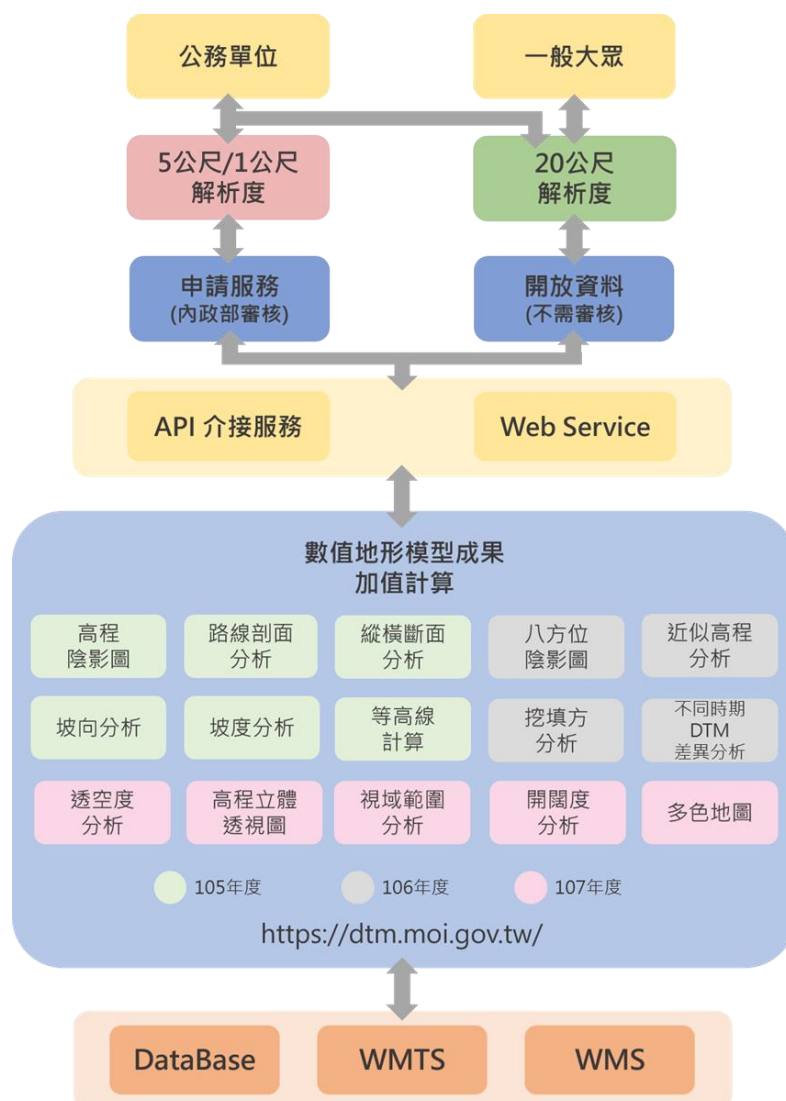 公務單位
一般大眾
5公尺/1公尺
解析度
20公尺
解析度
申請服務
(內政部審核)
開放資料
(不需審核)
API 介接服務
Web Service
數值地形模型成果
加值計算
高程
陰影圖
路線剖面
分析
縱橫斷面
分析
八方位
陰影圖
近似高程
分析
坡向分析
坡度分析
等高線
計算
挖填方
分析
不同時期
DTM
差異分析
透空度
分析
高程立體
透視圖
視域範圍
分析
開闊度
分析
多色地圖
105年度
106年度
107年度
https://dtm.moi.gov.tw/
DataBase
WMTS
WMS